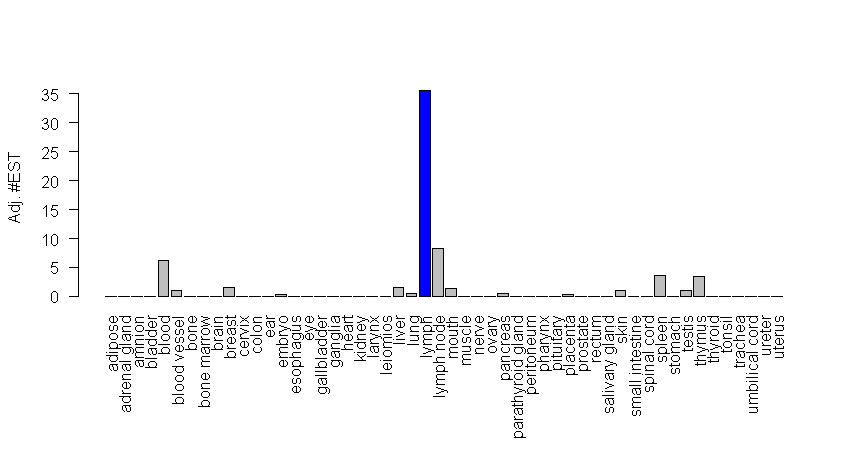 35
30
25
20
15
10
5
0
Adj. #EST
adipose
adrenal gland
amnion
bladder
blood
blood vessel
bone
bone marrow
brain
breast
cervix
colon
ear
embryo
esophagus
eye
gallbladder
ganglia
heart
kidney
larynx
leiomios
liver
lung
lymph
lymph node
mouth
muscle
nerve
ovary
pancreas
parathyroid gland
peritoneum
pharynx
pituitary
placenta
prostate
rectum
salivary gland
skin
small intestine
spinal cord
spleen
stomach
testis
thymus
thyroid
tonsil
trachea
umbilical cord
ureter
uterus